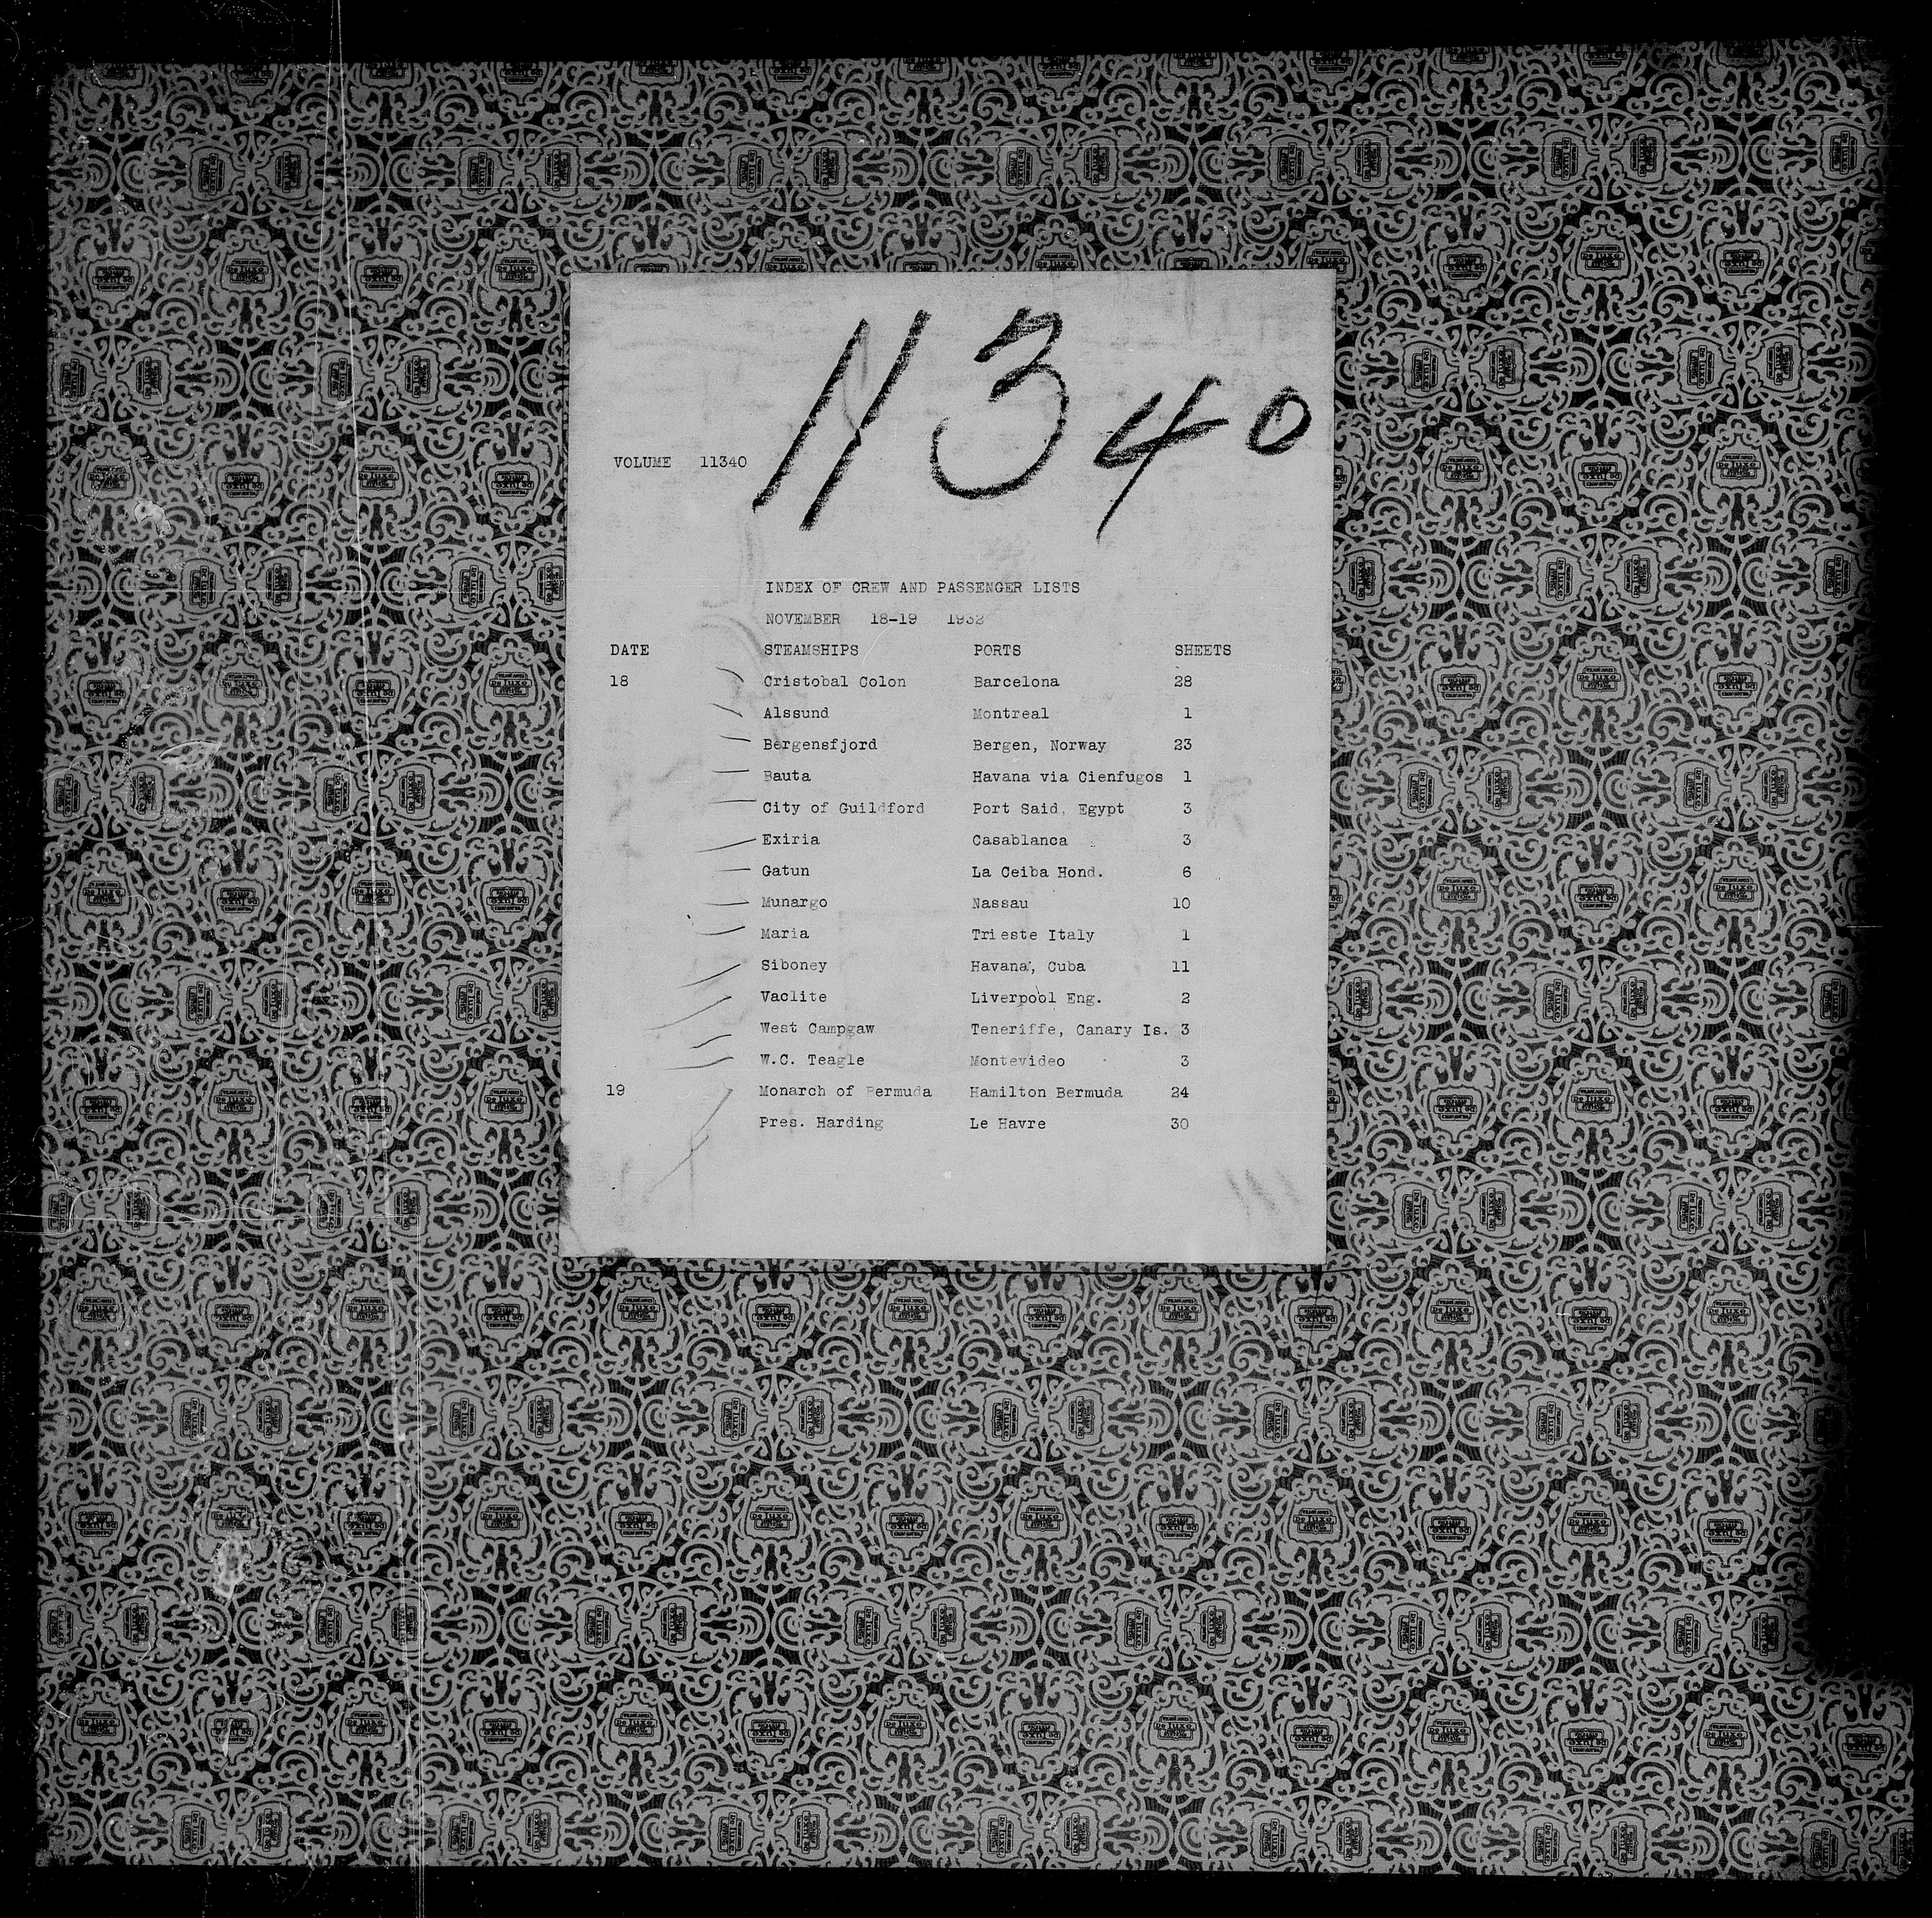 11340
VOLUME 11340
INDEX OF CREW AND PASSENGER LISTS
NOVEMBER 18-19 1932
DATE STEAMSHIPS PORTS SHEETS
18 Cristobal Colon Barcelona 28
Alssund Montreal 1
Bergensfjord Bergen, Norway 23
Bauta Havana via Cienfugos 1
City of Guildford Port Said, Egypt 3
Exiria Casablanca 3
Gatun La Ceiba Hond. 6
Munargo Nassau 10
Maria Trieste Italy 1
Siboney Havana, Cuba 11
Vaclite Liverpool Eng. 2
West Campgaw Teneriffe, Canary Is. 3
W.C. Teagle Montevideo 3
19 Monarch of Bermuda Hamilton Bermuda 24
Pres. Harding Le Havre 30